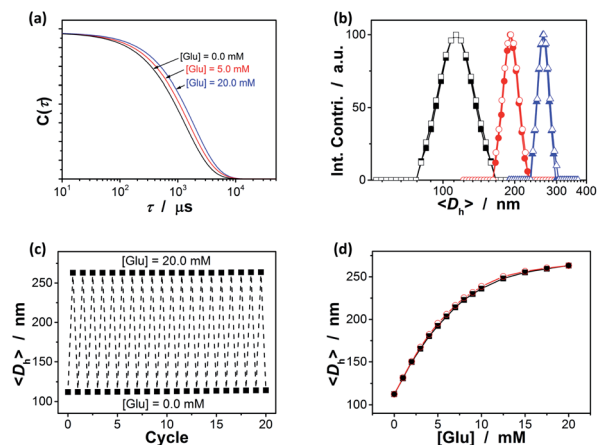 (a)
[Glu] = 0.0 mM
[Glu] = 5.0 mM
[Glu] = 20.0 mM
C(τ)
10¹ 10² 10³ 10⁴
τ / μs
(b)
Int. Contri. / a.u.
100
50
0
100 200 300 400
<Dh> / nm
(c)
[Glu] = 20.0 mM
<Dh> / nm
250
200
150
100
[Glu] = 0.0 mM
0 5 10 15 20
Cycle
(d)
<Dh> / nm
250
200
150
100
0 5 10 15 20
[Glu] / mM